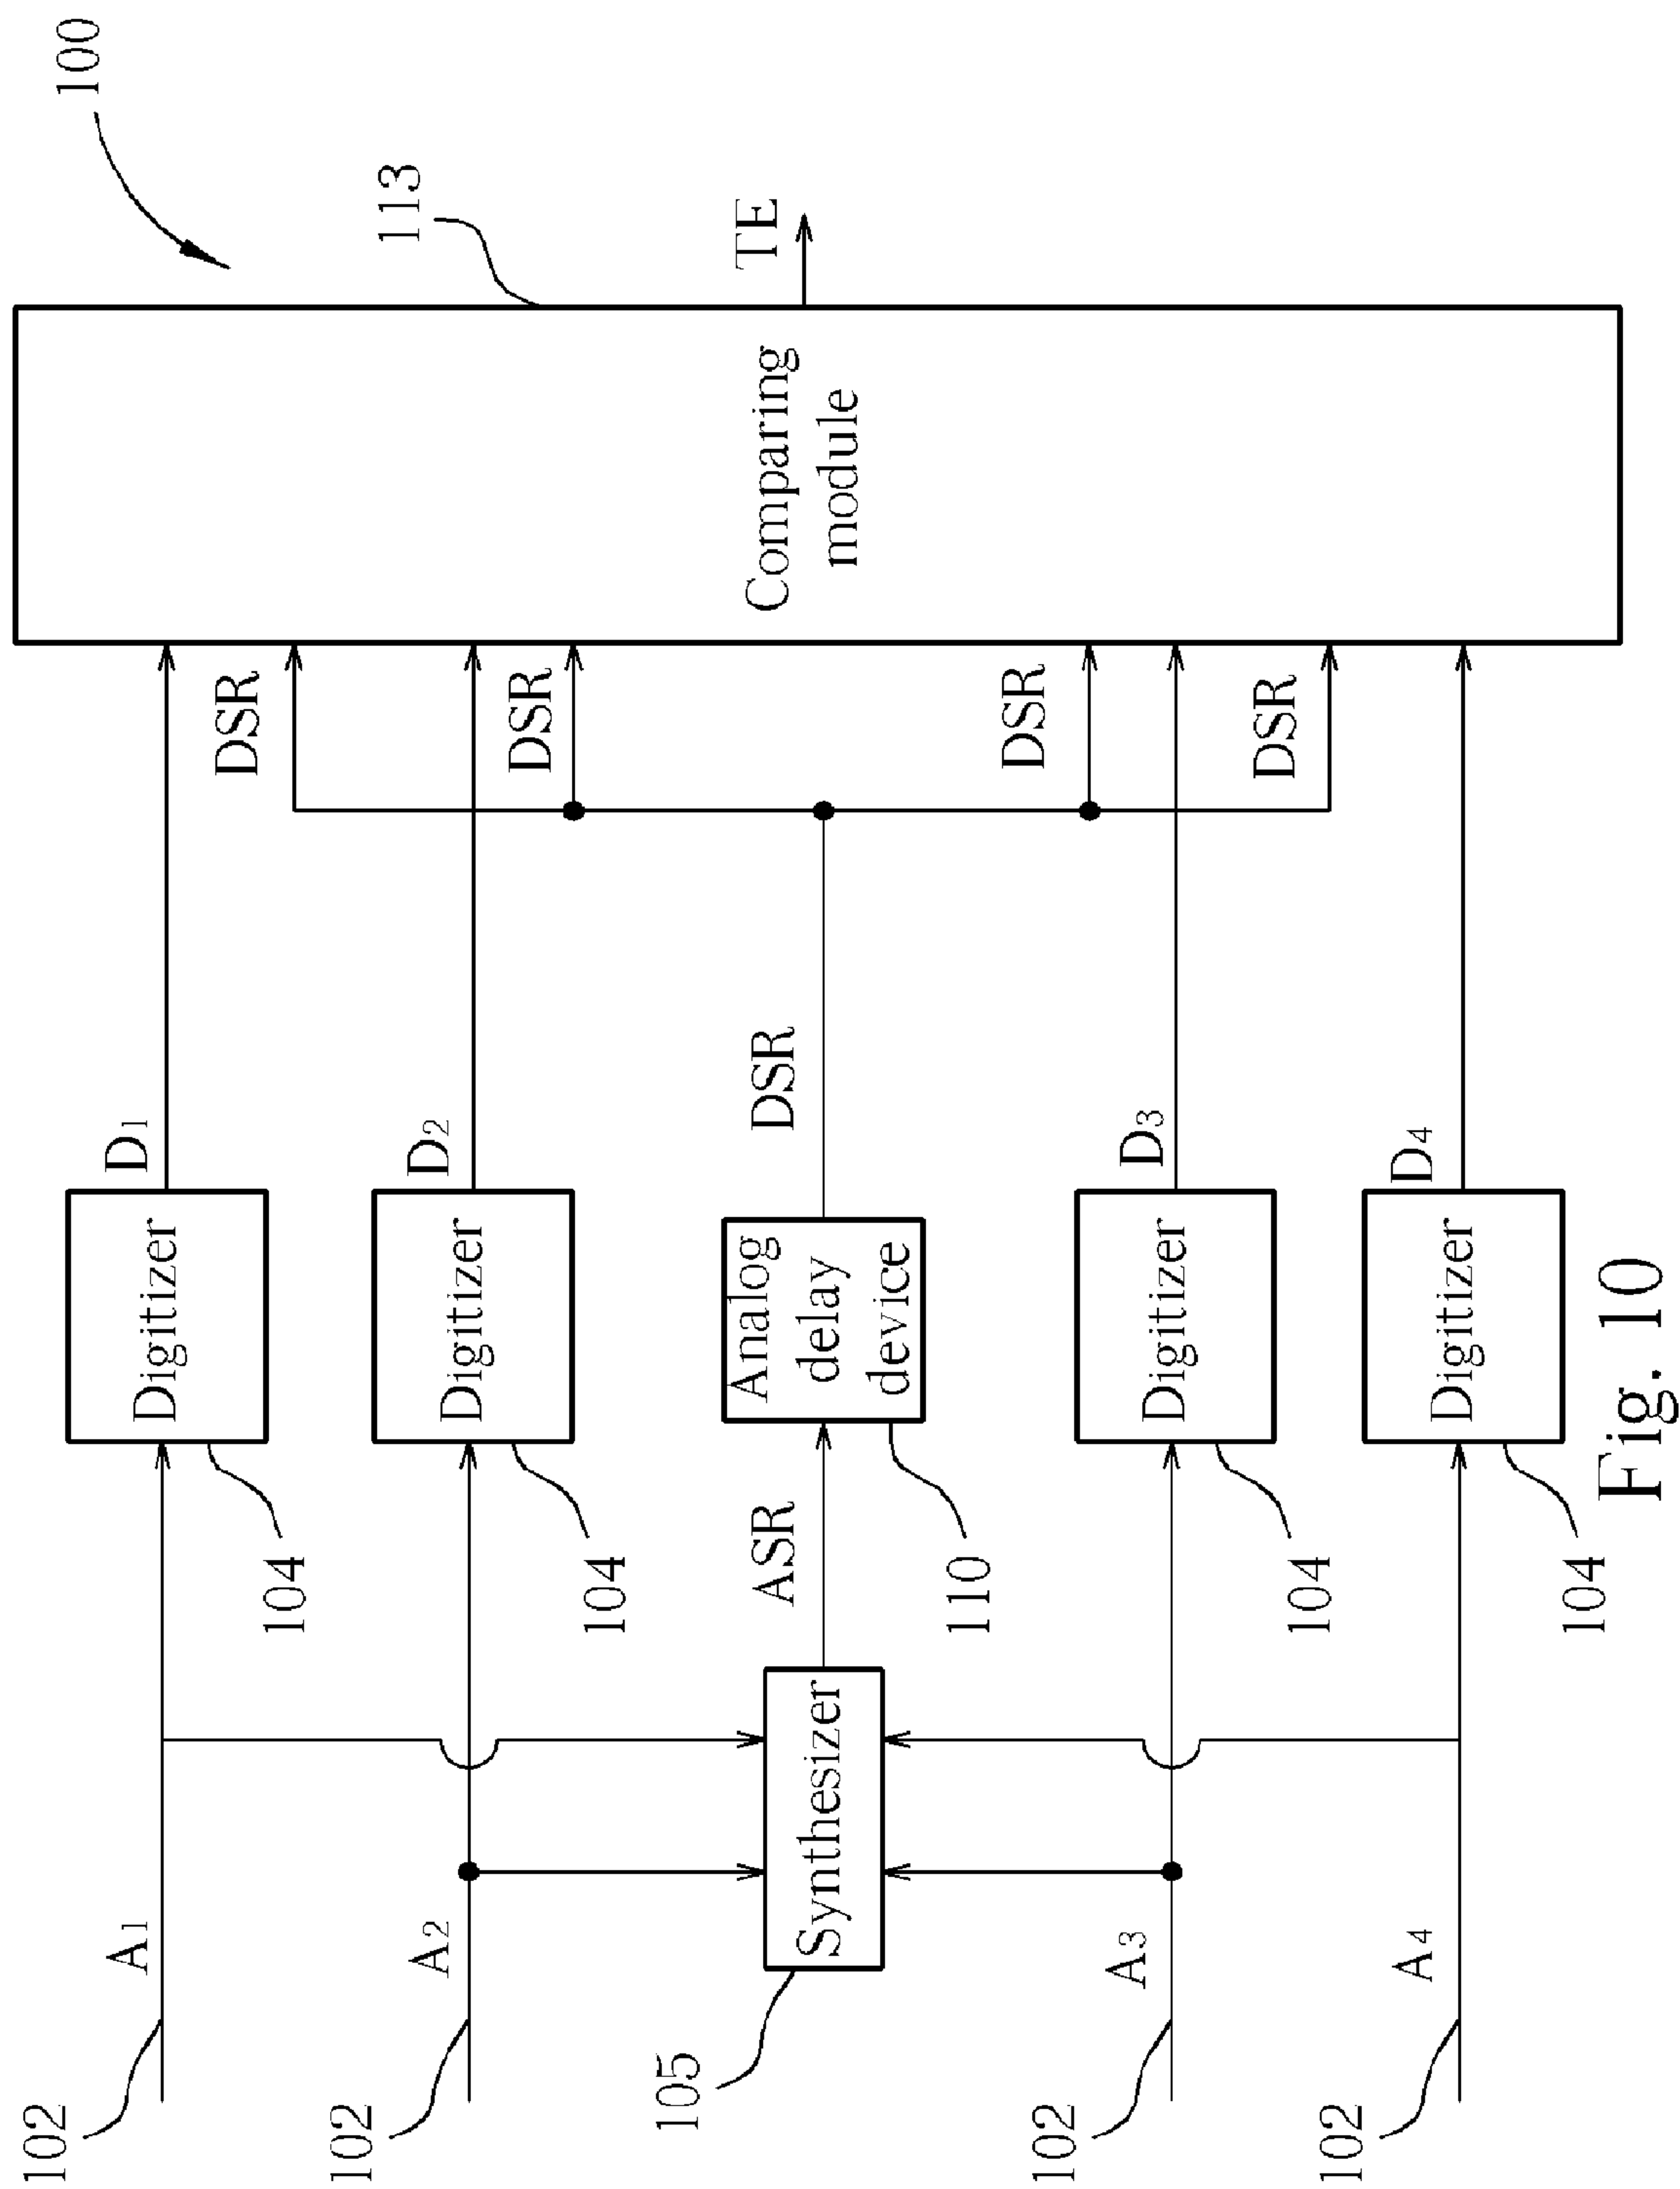 100
113
A1
102
Digitizer
104
D1
DSR
A2
102
Digitizer
104
D2
DSR
Synthesizer
105
ASR
Analog
delay
device
110
DSR
Comparing
module
TE
A3
102
Digitizer
104
D3
DSR
A4
102
Digitizer
104
D4
DSR
Fig. 10